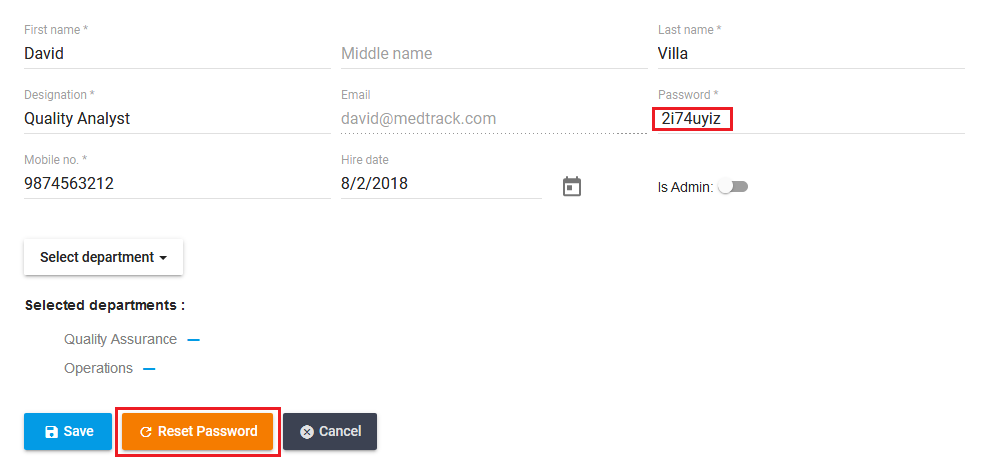 First name * Last name *
David Middle name Villa
Designation * Email Password *
Quality Analyst david@medtrack.com 2i74uyiz
Mobile no. * Hire date
9874563212 8/2/2018 Is Admin:
Select department
Selected departments :
Quality Assurance
Operations
Save Reset Password Cancel